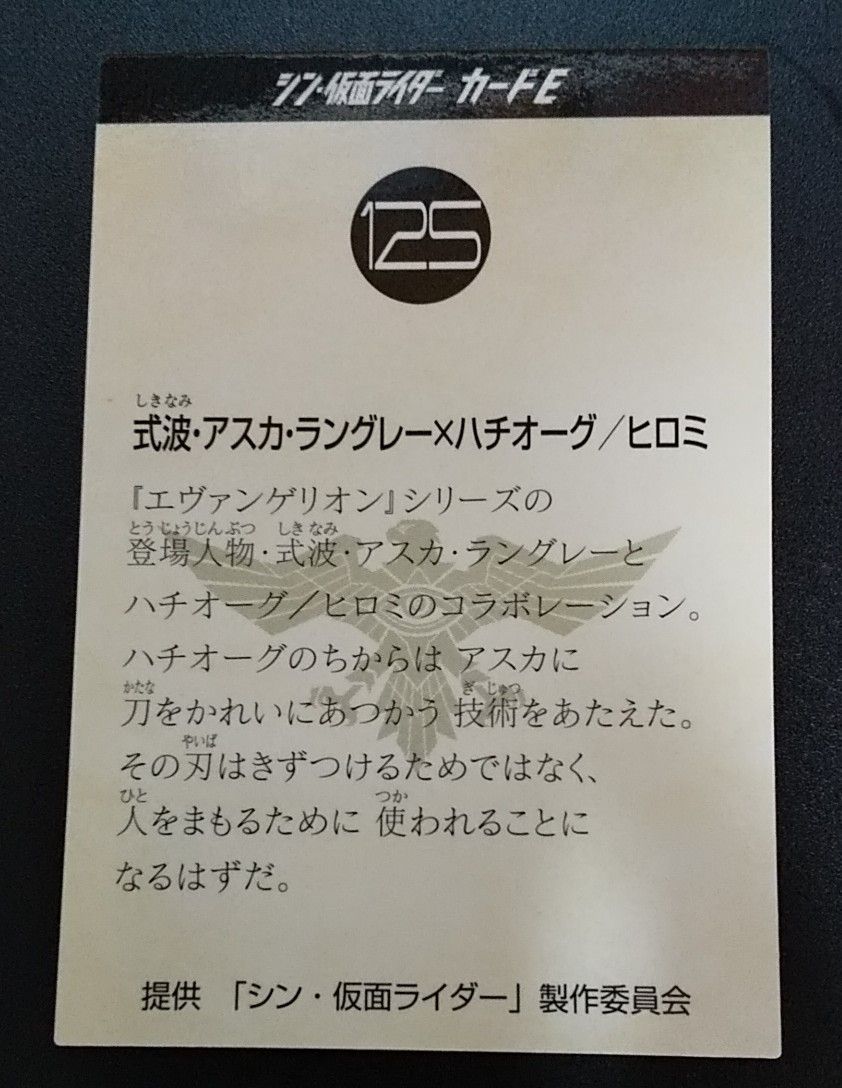 シン・仮面ライダー カードE
125
しきなみ
式波・アスカ・ラングレー×ハチオーグ／ヒロミ
『エヴァンゲリオン』シリーズの
とうじょうじんぶつ しきなみ
登場人物・式波・アスカ・ラングレーと
ハチオーグ／ヒロミのコラボレーション。
ハチオーグのちからは アスカに
かたな ぎじゅつ
刀をかれいにあつかう 技術をあたえた。
やいば
その刃はきずつけるためではなく、
ひと つか
人をまもるために 使われることに
なるはずだ。
提供 「シン・仮面ライダー」製作委員会